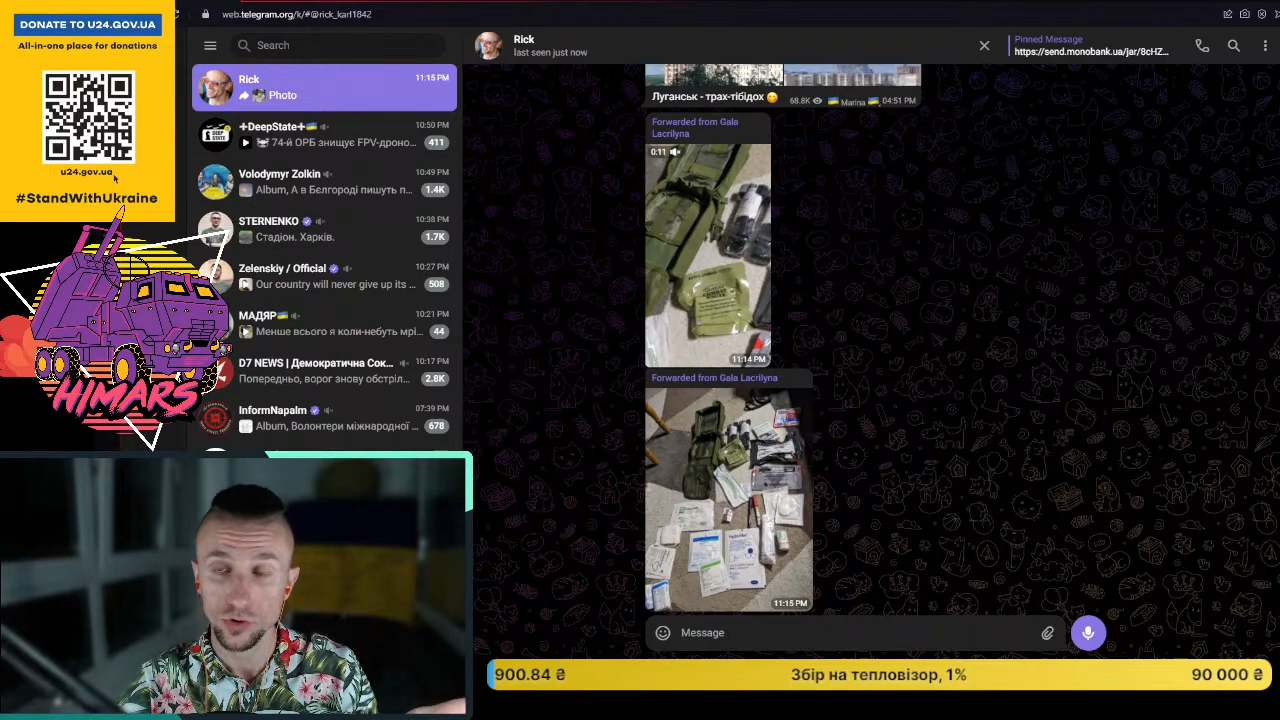 DONATE TO U24.GOV.UA
All-in-one place for donations
u24.gov.ua
#StandWithUkraine
HIMARS
web.telegram.org/k/#@rick_karl1842
Search
Rick
11:15 PM
Photo
+DeepState+🇺🇦
10:50 PM
74-й ОРБ знищує FPV-дроно...
411
Volodymyr Zolkin
10:49 PM
Album, А в Бєлгороді пишуть п...
1.4K
STERNENKO
10:38 PM
Стадіон. Харків.
1.7K
Zelenskiy / Official
10:27 PM
Our country will never give up its ...
508
МАДЯР🇺🇦
10:21 PM
Менше всього я коли-небуть мрі...
44
D7 NEWS | Демократична Сок...
10:17 PM
Попередньо, ворог знову обстріл...
2.8K
InformNapalm
07:39 PM
Album, Волонтери міжнародної ...
678
Rick
last seen just now
Pinned Message
https://send.monobank.ua/jar/8cHZ...
Луганськ - трах-тібідох 😋
68.8K 🇺🇦 Marina 🇺🇦, 04:51 PM
Forwarded from Gala
Lacrilyna
0:11
11:14 PM
Forwarded from Gala Lacrilyna
11:15 PM
Message
900.84 ₴
Збір на тепловізор, 1%
90 000 ₴